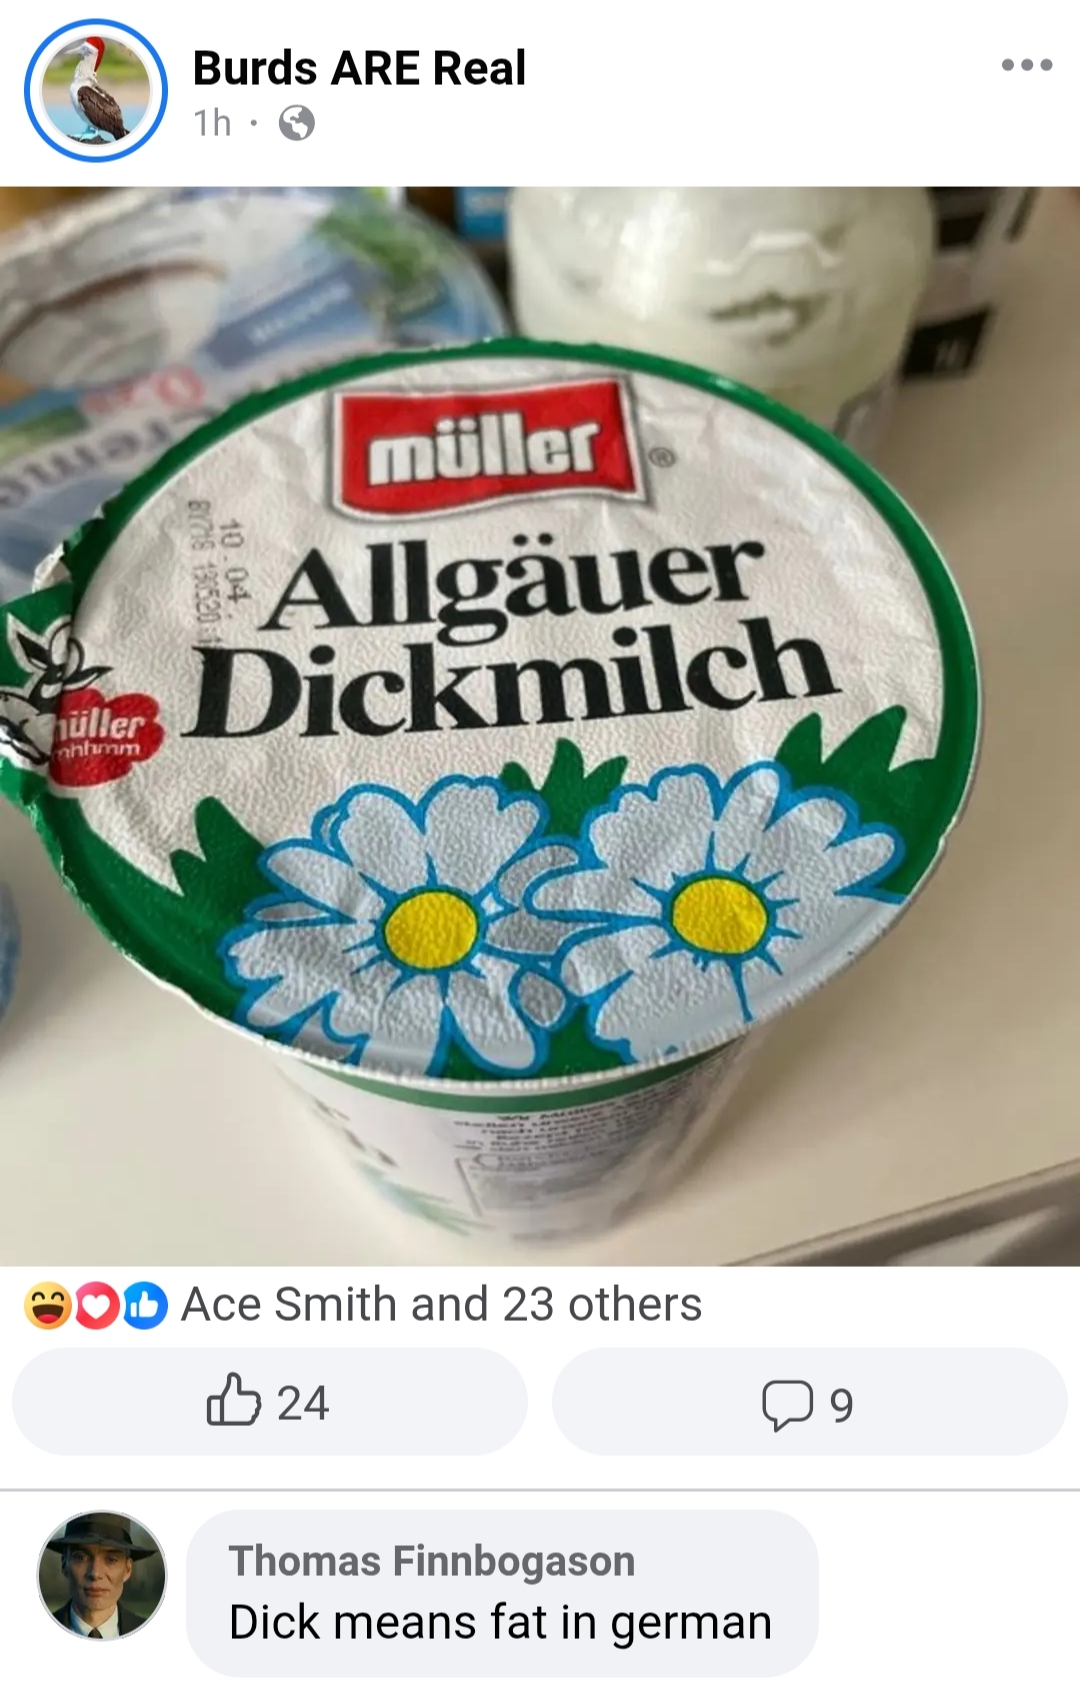 Burds ARE Real
1h ·
müller ®
10.04.
Allgäuer
Dickmilch
müller
Ace Smith and 23 others
24
9
Thomas Finnbogason
Dick means fat in german